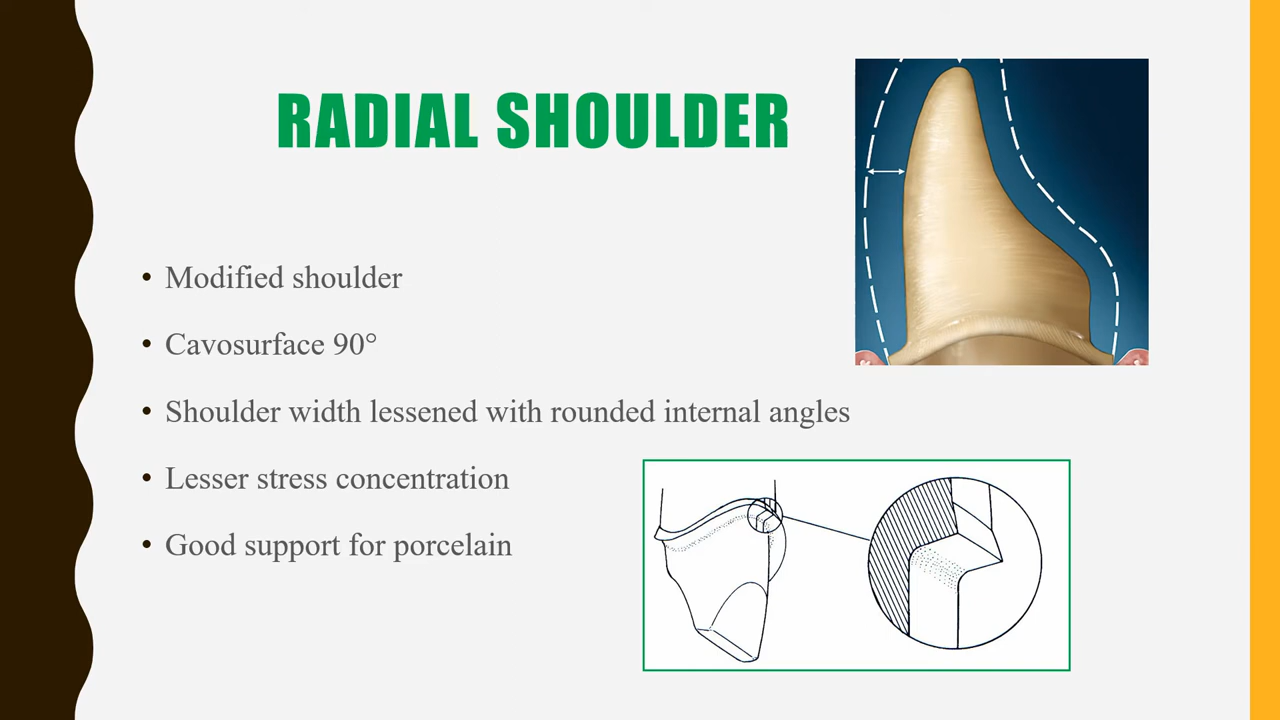 RADIAL SHOULDER
• Modified shoulder
• Cavosurface 90°
• Shoulder width lessened with rounded internal angles
• Lesser stress concentration
• Good support for porcelain